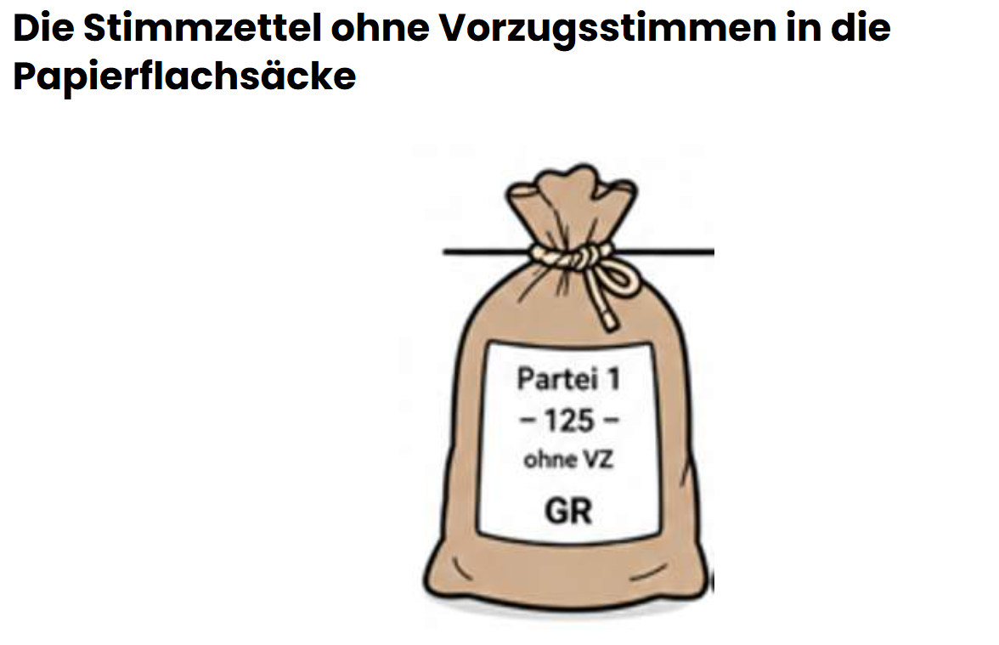 Die Stimmzettel ohne Vorzugsstimmen in die
Papierflachsäcke
Partei 1
– 125 –
ohne VZ
GR